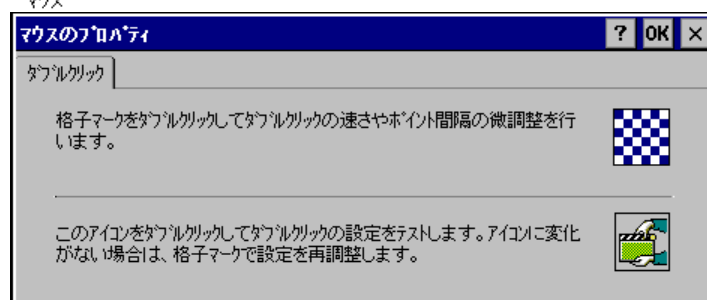 マウス
ﾏｳｽのﾌﾟﾛﾊﾟﾃｨ ? OK ×
ﾀﾞﾌﾞﾙｸﾘｯｸ
格子ﾏｰｸをﾀﾞﾌﾞﾙｸﾘｯｸしてﾀﾞﾌﾞﾙｸﾘｯｸの速さやﾎﾟｲﾝﾄ間隔の微調整を行
います。
このｱｲｺﾝをﾀﾞﾌﾞﾙｸﾘｯｸしてﾀﾞﾌﾞﾙｸﾘｯｸの設定をﾃｽﾄします。ｱｲｺﾝに変化
がない場合は、格子ﾏｰｸで設定を再調整します。